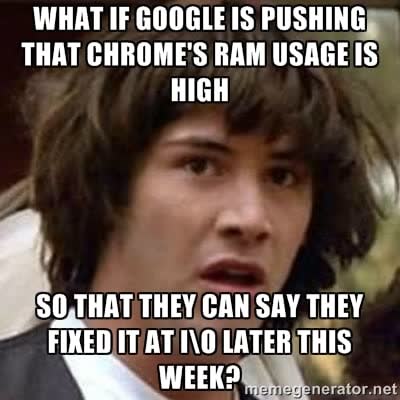 WHAT IF GOOGLE IS PUSHING
THAT CHROME'S RAM USAGE IS
HIGH
SO THAT THEY CAN SAY THEY
FIXED IT AT I\O LATER THIS
WEEK?
memegenerator.net